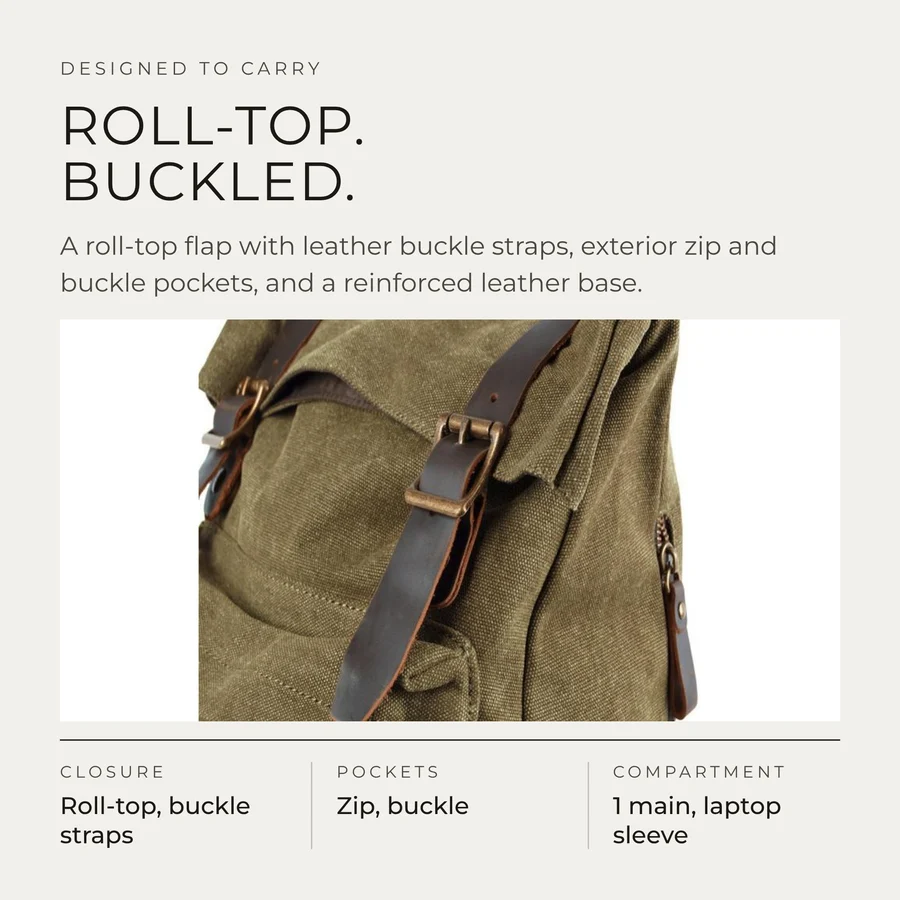 DESIGNED TO CARRY
ROLL-TOP.
BUCKLED.
A roll-top flap with leather buckle straps, exterior zip and
buckle pockets, and a reinforced leather base.
CLOSURE
Roll-top, buckle
straps
POCKETS
Zip, buckle
COMPARTMENT
1 main, laptop
sleeve